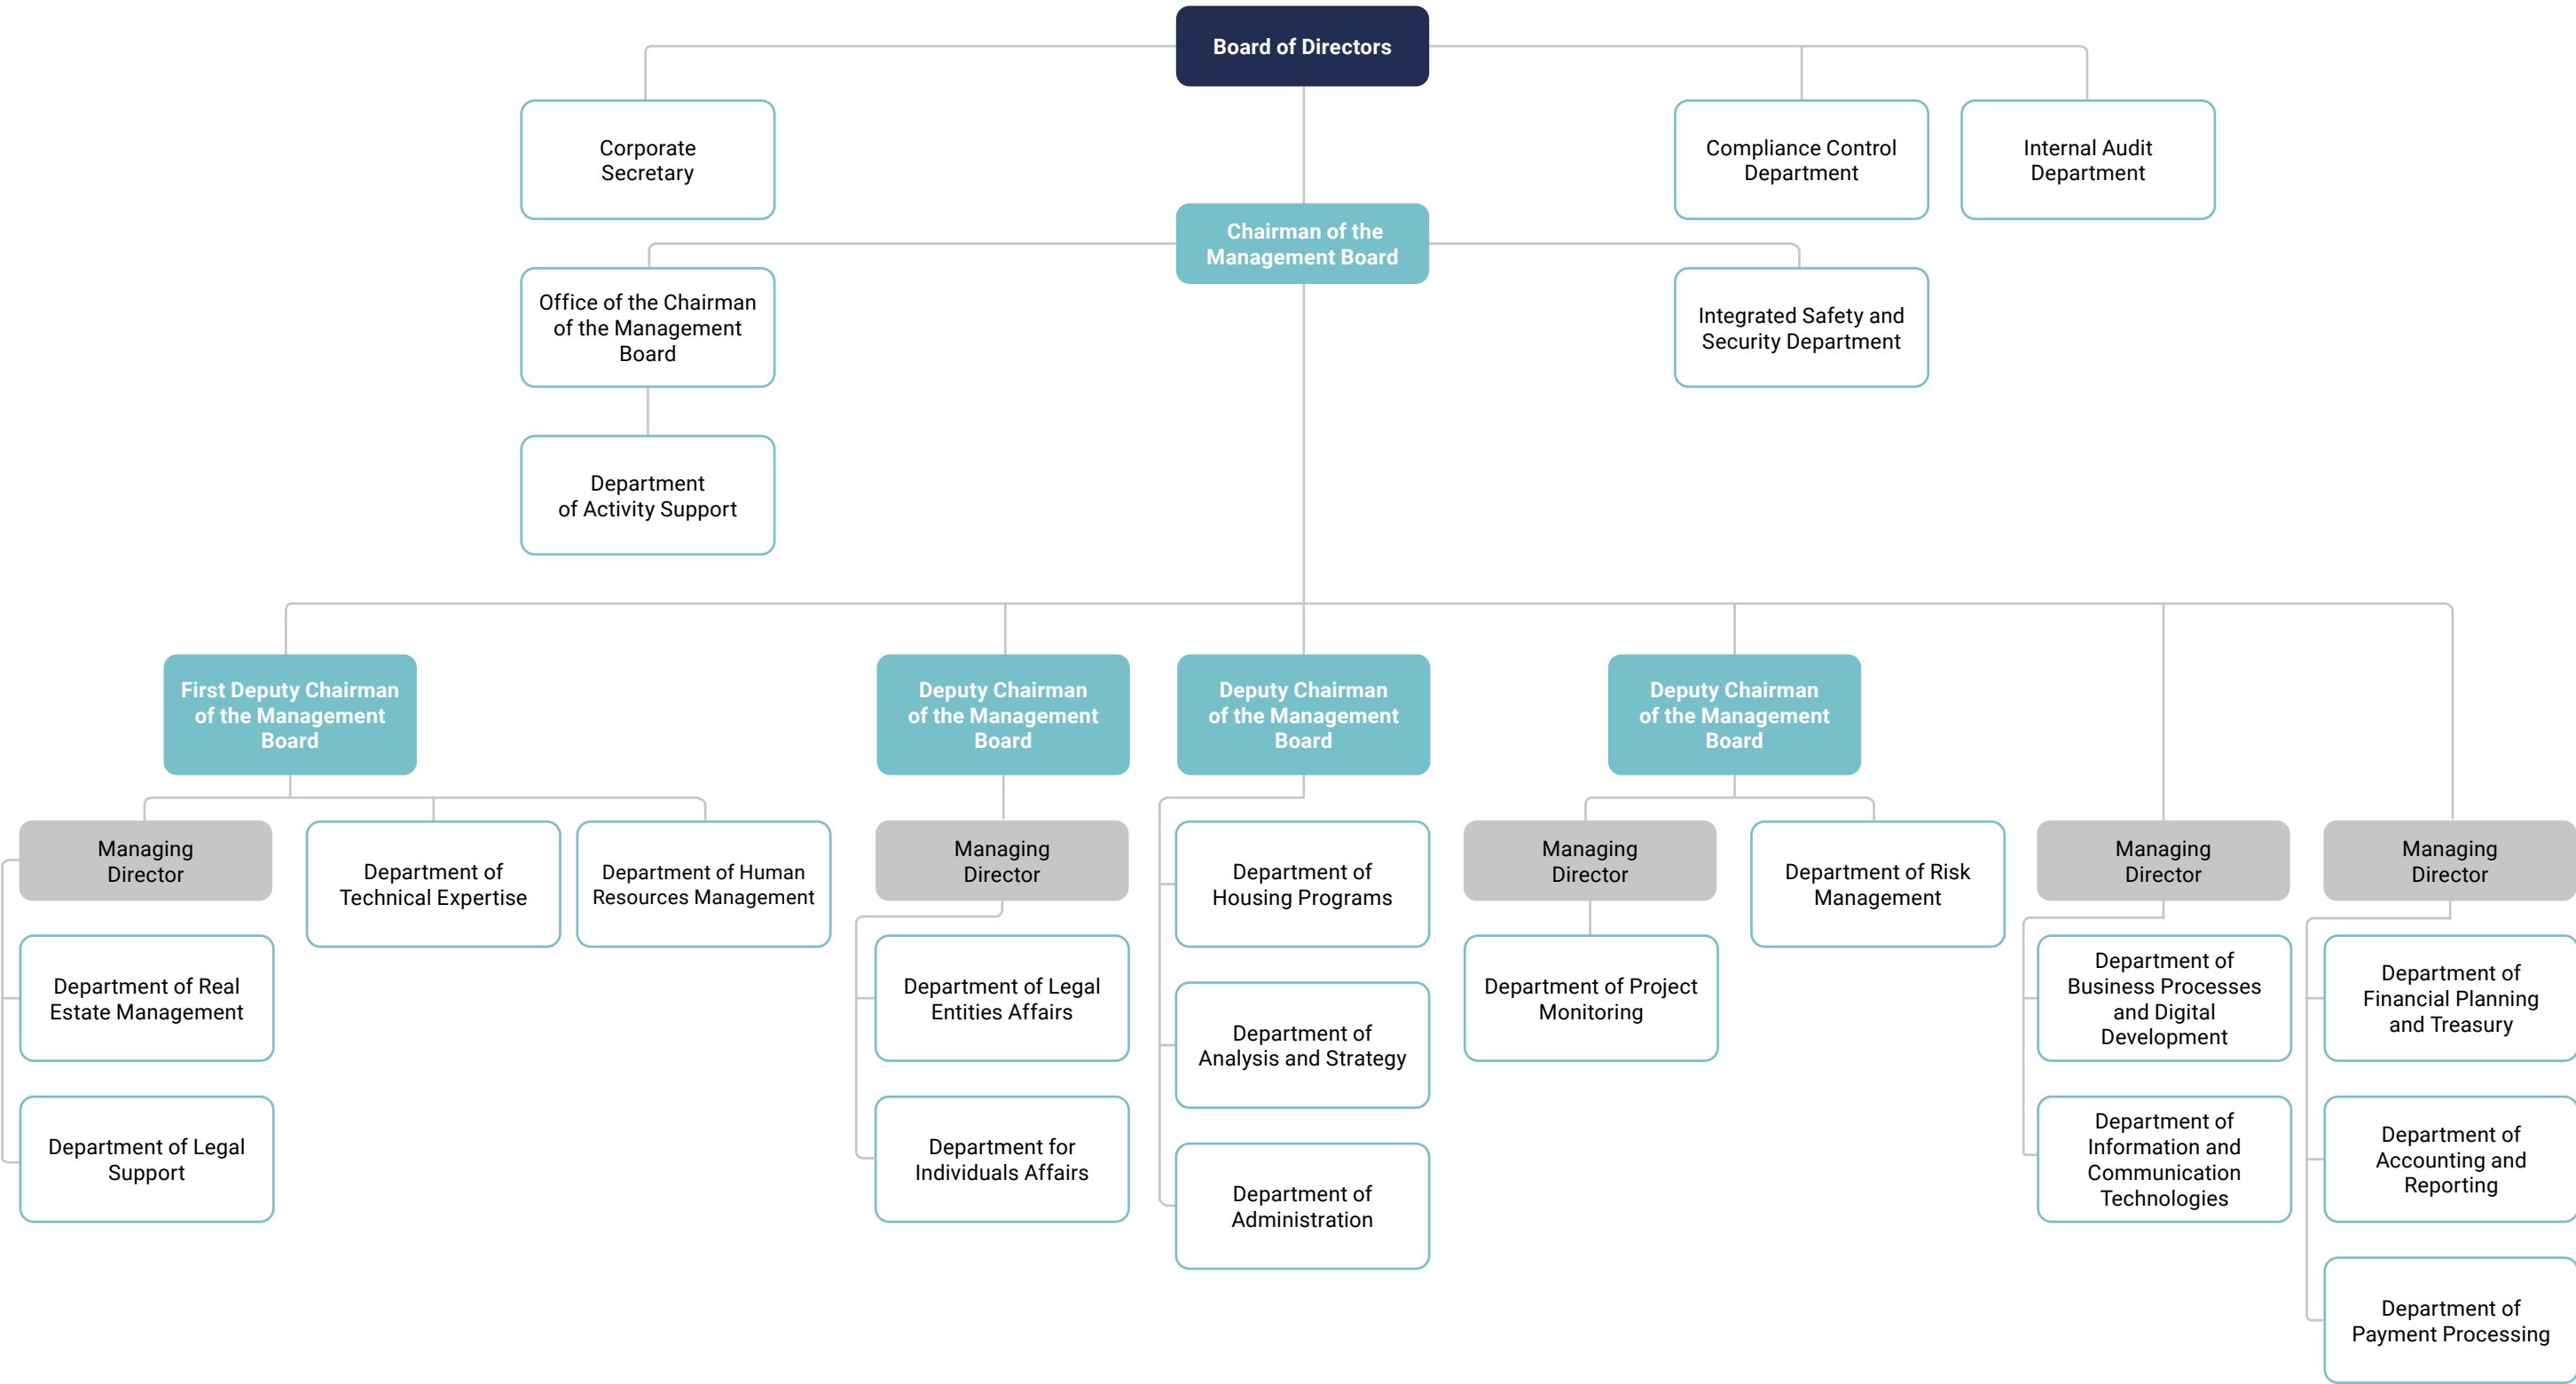 Board of Directors
Corporate
Secretary
Compliance Control
Department
Internal Audit
Department
Chairman of the
Management Board
Office of the Chairman
of the Management
Board
Integrated Safety and
Security Department
Department
of Activity Support
First Deputy Chairman
of the Management
Board
Deputy Chairman
of the Management
Board
Deputy Chairman
of the Management
Board
Deputy Chairman
of the Management
Board
Managing
Director
Department of
Technical Expertise
Department of Human
Resources Management
Managing
Director
Department of
Housing Programs
Managing
Director
Department of Risk
Management
Managing
Director
Managing
Director
Department of Real
Estate Management
Department of Legal
Entities Affairs
Department of
Analysis and Strategy
Department of Project
Monitoring
Department of
Business Processes
and Digital
Development
Department of
Financial Planning
and Treasury
Department of Legal
Support
Department for
Individuals Affairs
Department of
Administration
Department of
Information and
Communication
Technologies
Department of
Accounting and
Reporting
Department of
Payment Processing